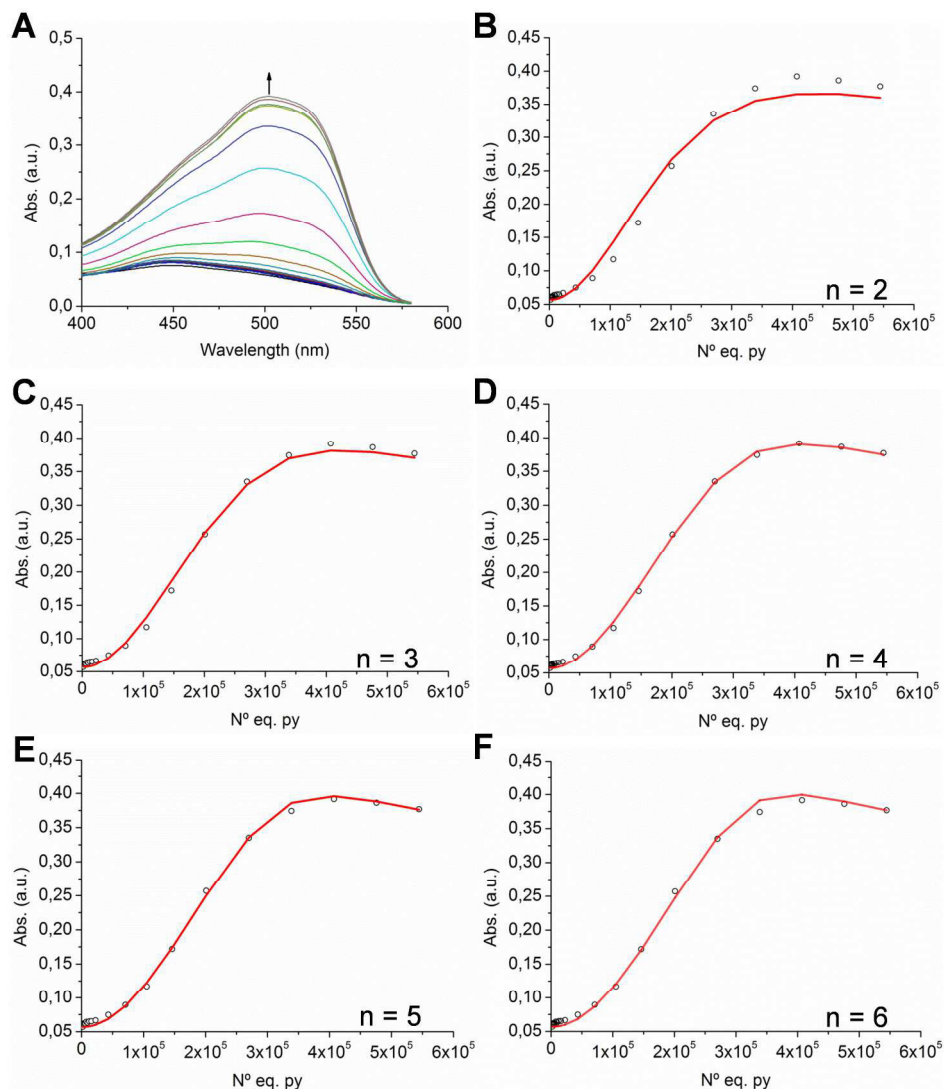 A
0,5
0,4
0,3
0,2
0,1
0,0
Abs. (a.u.)
400 450 500 550 600
Wavelength (nm)
B
0,45
0,40
0,35
0,30
0,25
0,20
0,15
0,10
0,05
Abs. (a.u.)
n = 2
0 1x10⁵ 2x10⁵ 3x10⁵ 4x10⁵ 5x10⁵ 6x10⁵
Nº eq. py
C
0,45
0,40
0,35
0,30
0,25
0,20
0,15
0,10
0,05
Abs. (a.u.)
n = 3
0 1x10⁵ 2x10⁵ 3x10⁵ 4x10⁵ 5x10⁵ 6x10⁵
Nº eq. py
D
0,45
0,40
0,35
0,30
0,25
0,20
0,15
0,10
0,05
Abs. (a.u.)
n = 4
0 1x10⁵ 2x10⁵ 3x10⁵ 4x10⁵ 5x10⁵ 6x10⁵
Nº eq. py
E
0,45
0,40
0,35
0,30
0,25
0,20
0,15
0,10
0,05
Abs. (a.u.)
n = 5
0 1x10⁵ 2x10⁵ 3x10⁵ 4x10⁵ 5x10⁵ 6x10⁵
Nº eq. py
F
0,45
0,40
0,35
0,30
0,25
0,20
0,15
0,10
0,05
Abs. (a.u.)
n = 6
0 1x10⁵ 2x10⁵ 3x10⁵ 4x10⁵ 5x10⁵ 6x10⁵
Nº eq. py